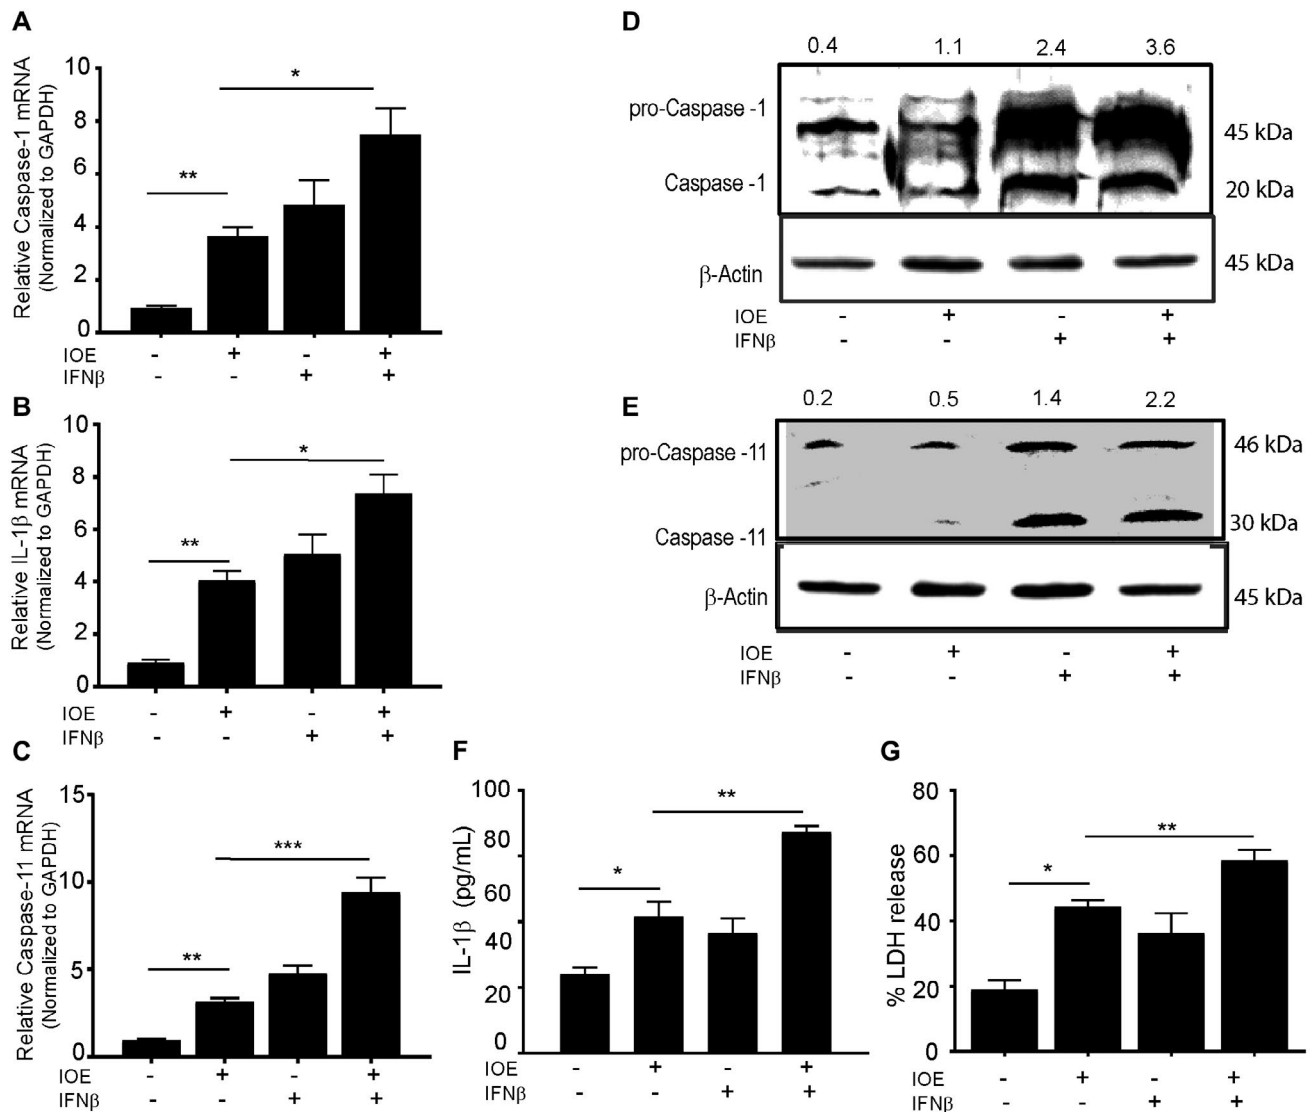 A
Relative Caspase-1 mRNA
(Normalized to GAPDH)
10
8
6
4
2
0
**
*
IOE - + - +
IFNβ - - + +
B
Relative IL-1β mRNA
(Normalized to GAPDH)
10
8
6
4
2
0
**
*
IOE - + - +
IFNβ - - + +
C
Relative Caspase-11 mRNA
(Normalized to GAPDH)
15
10
5
0
**
***
IOE - + - +
IFNβ - - + +
D
0.4 1.1 2.4 3.6
pro-Caspase -1 45 kDa
Caspase -1 20 kDa
β-Actin 45 kDa
IOE - + - +
IFNβ - - + +
E
0.2 0.5 1.4 2.2
pro-Caspase -11 46 kDa
Caspase -11 30 kDa
β-Actin 45 kDa
IOE - + - +
IFNβ - - + +
F
IL-1β (pg/mL)
100
80
60
40
20
0
*
**
IOE - + - +
IFNβ - - + +
G
% LDH release
80
60
40
20
0
*
**
IOE - + - +
IFNβ - - + +